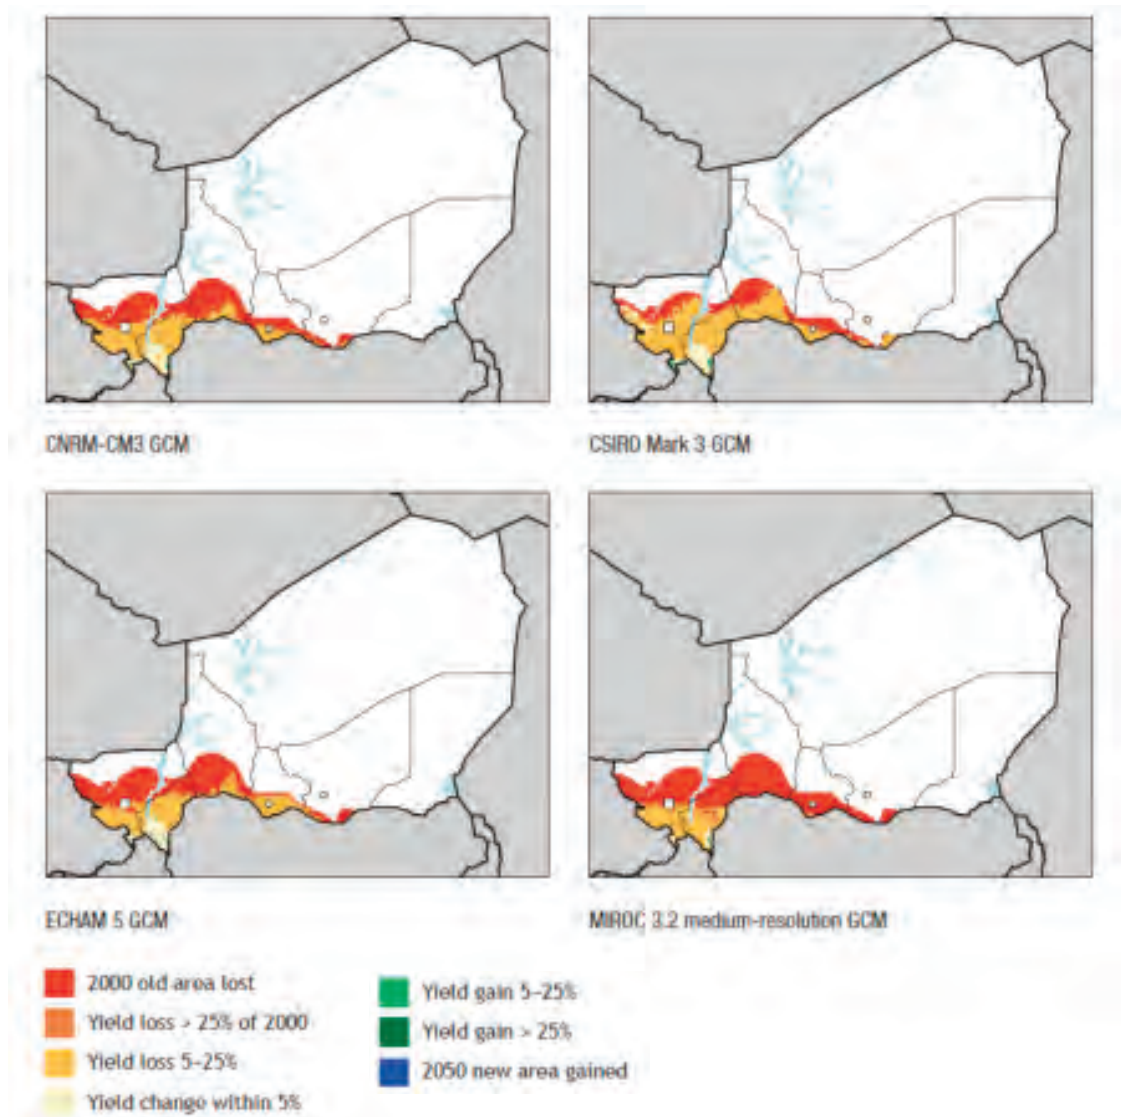 CNRM-CM3 GCM
CSIRO Mark 3 GCM
ECHAM 5 GCM
MIROC 3.2 medium-resolution GCM
2000 old area lost
Yield loss > 25% of 2000
Yield loss 5–25%
Yield change within 5%
Yield gain 5–25%
Yield gain > 25%
2050 new area gained